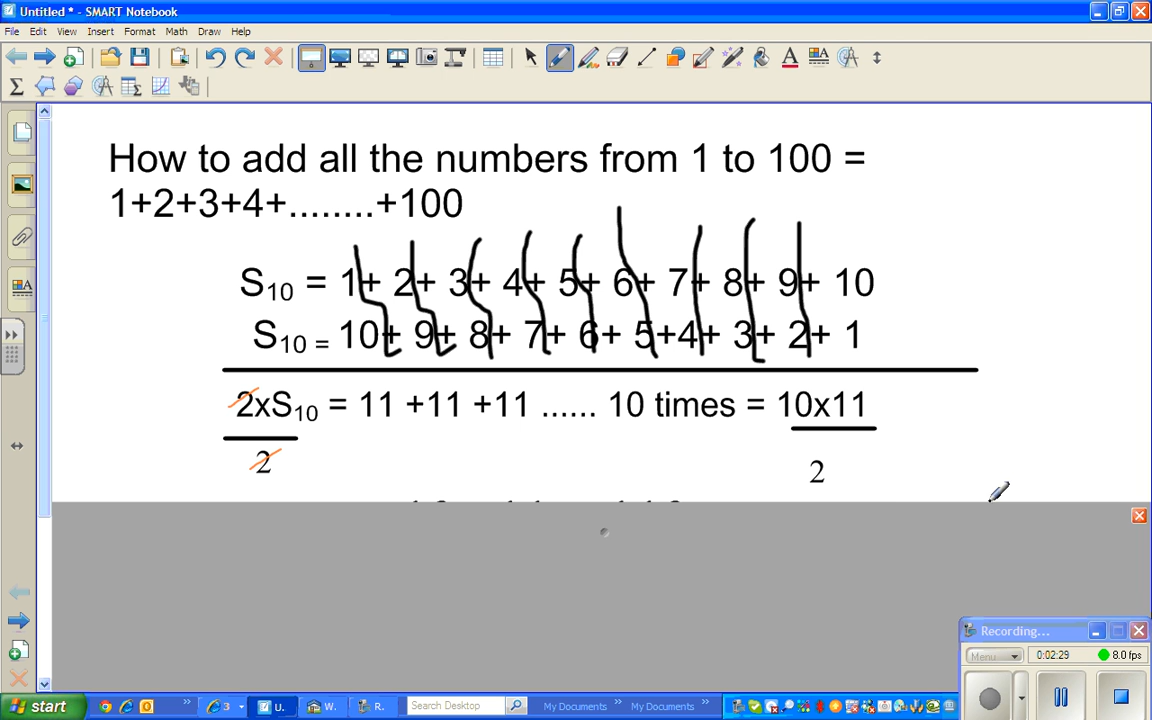 Untitled * - SMART Notebook
File Edit View Insert Format Math Draw Help
How to add all the numbers from 1 to 100 =
1+2+3+4+........+100
S10 = 1+ 2+ 3+ 4+ 5+ 6+ 7+ 8+ 9+ 10
S10 = 10+ 9+ 8+ 7+ 6+ 5+4+ 3+ 2+ 1
2xS10 = 11 +11 +11 ...... 10 times = 10x11
2 2
Recording...
Menu 0:02:29 8.0 fps
start 3 U. W. R. Search Desktop My Documents My Documents